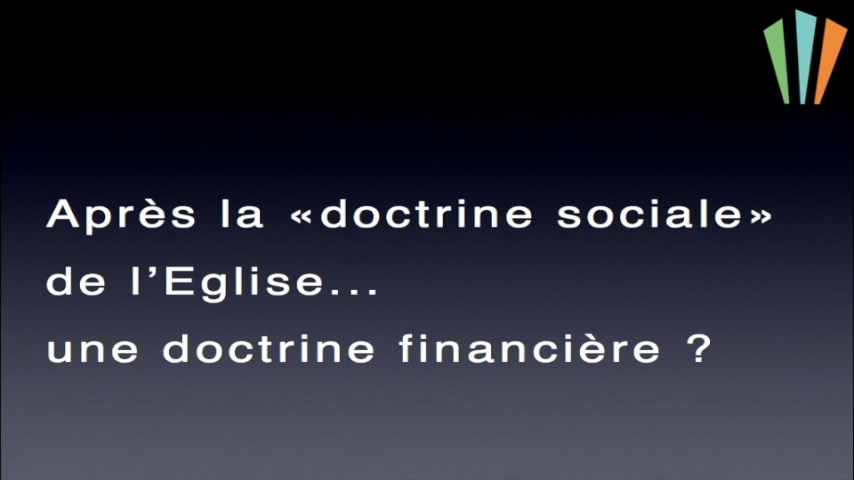 Après la «doctrine sociale»
de l’Eglise...
une doctrine financière ?